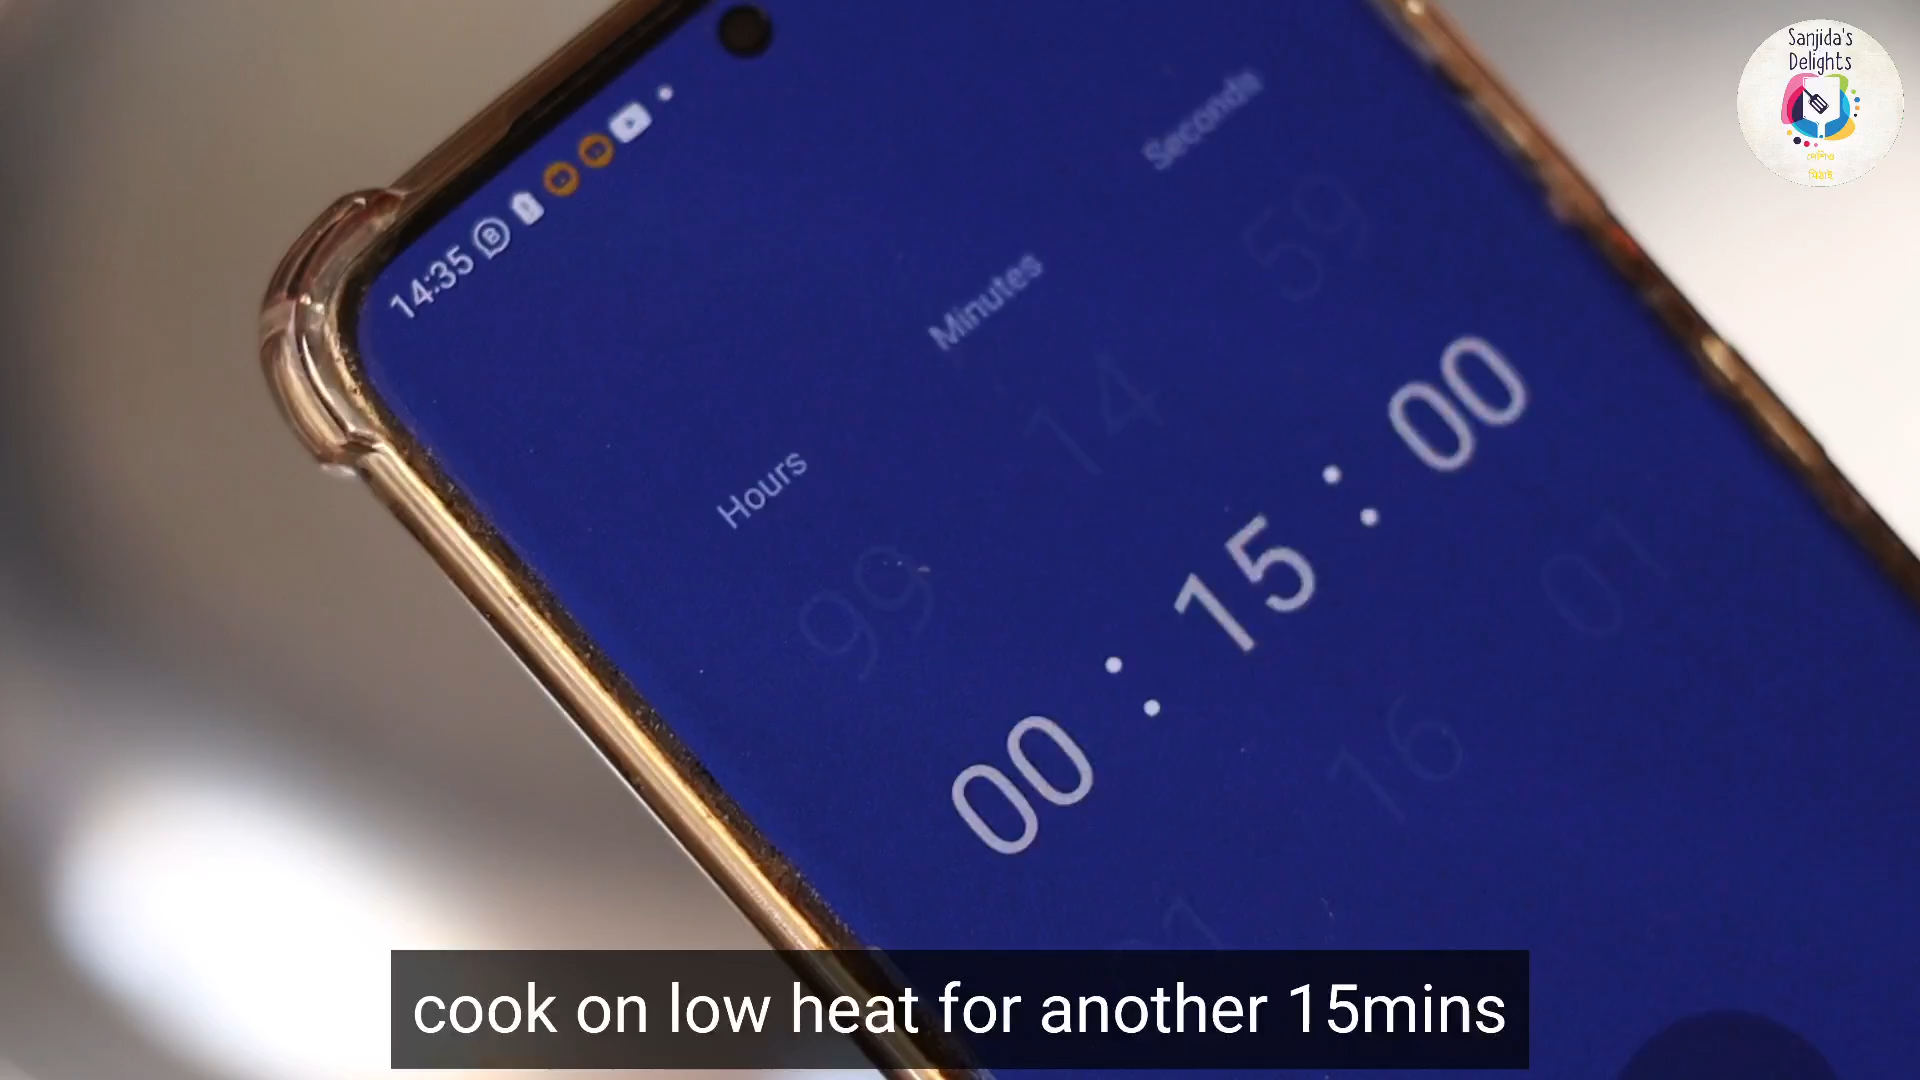 Sanjida's
Delights
দেশিও
মিঠাই
14:35
Hours
Minutes
Seconds
99
14
59
00 : 15 : 00
01
16
01
cook on low heat for another 15mins